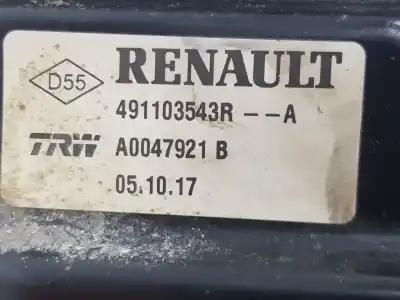 D55 RENAULT
491103543R--A
TRW A0047921 B
05.10.17